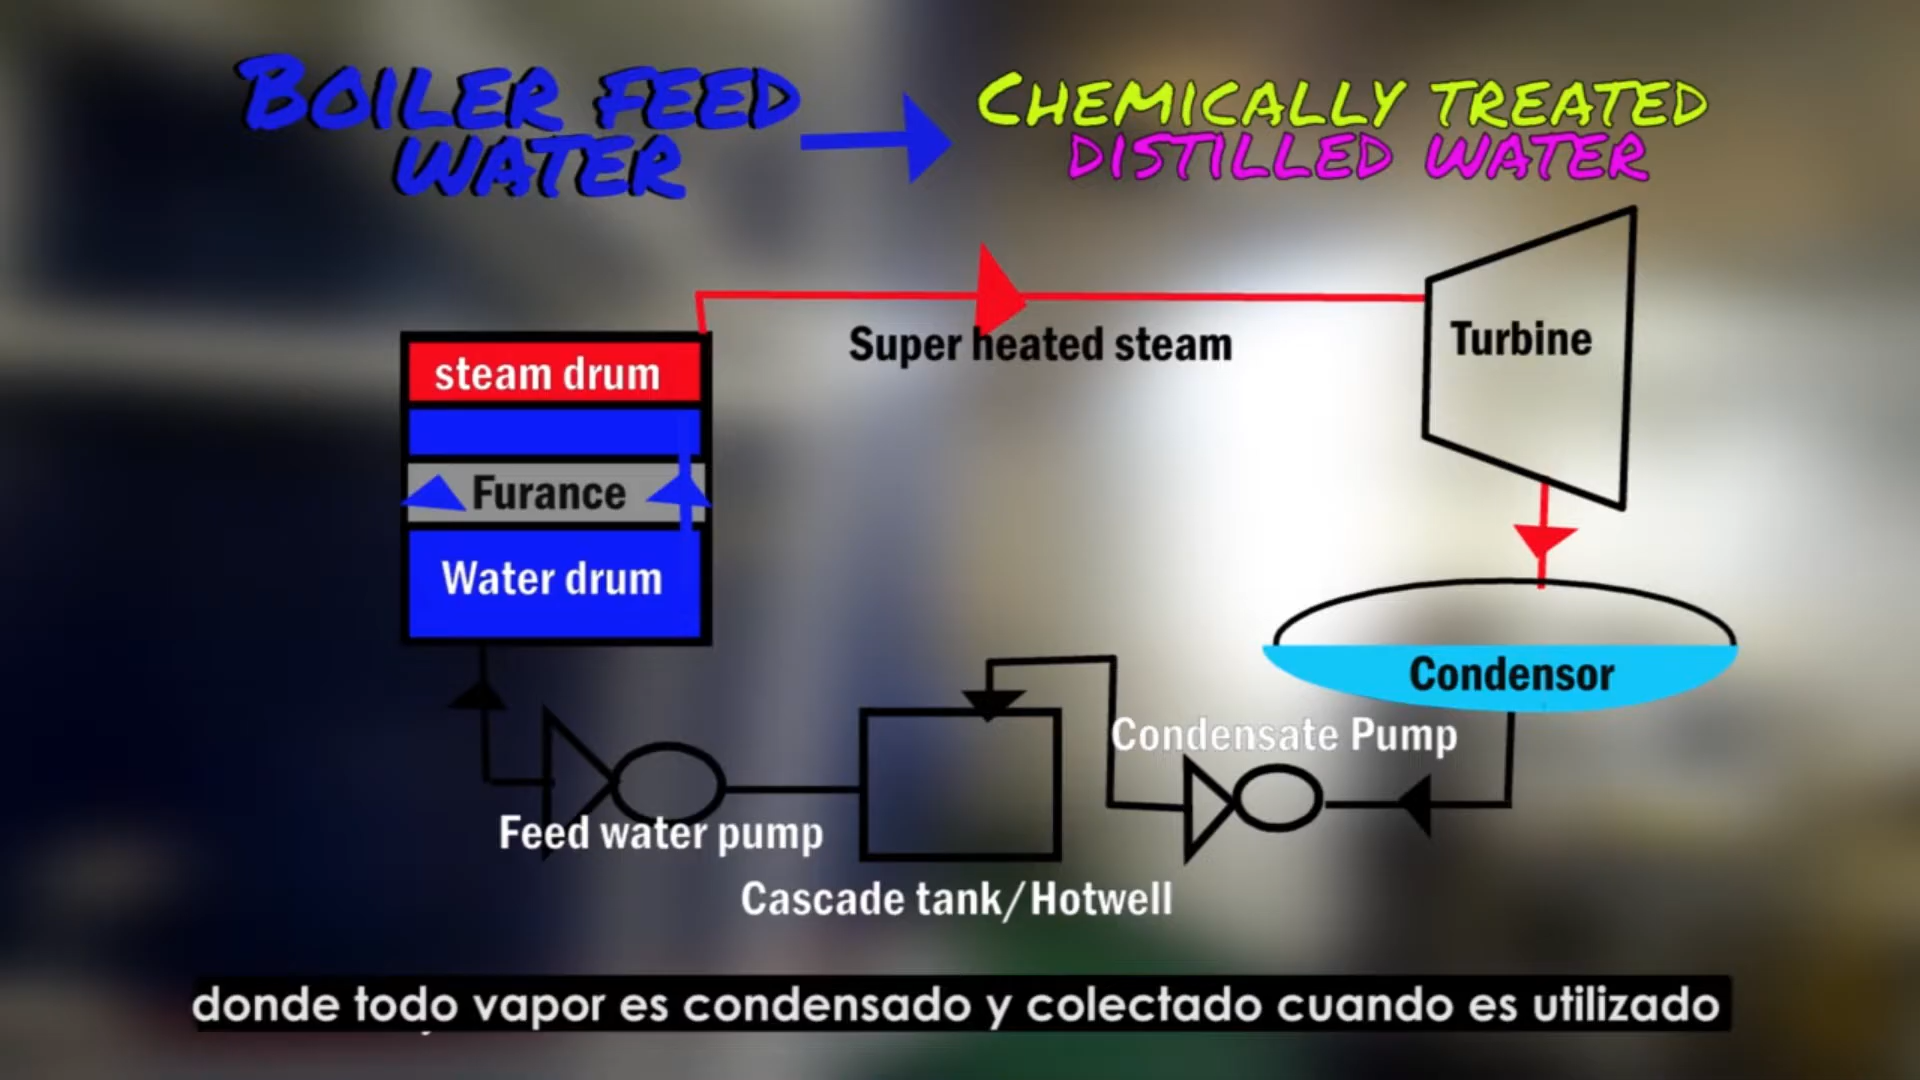 BOILER FEED
WATER
CHEMICALLY TREATED
DISTILLED WATER
Super heated steam
Turbine
steam drum
Furance
Water drum
Condensor
Condensate Pump
Feed water pump
Cascade tank/Hotwell
donde todo vapor es condensado y colectado cuando es utilizado